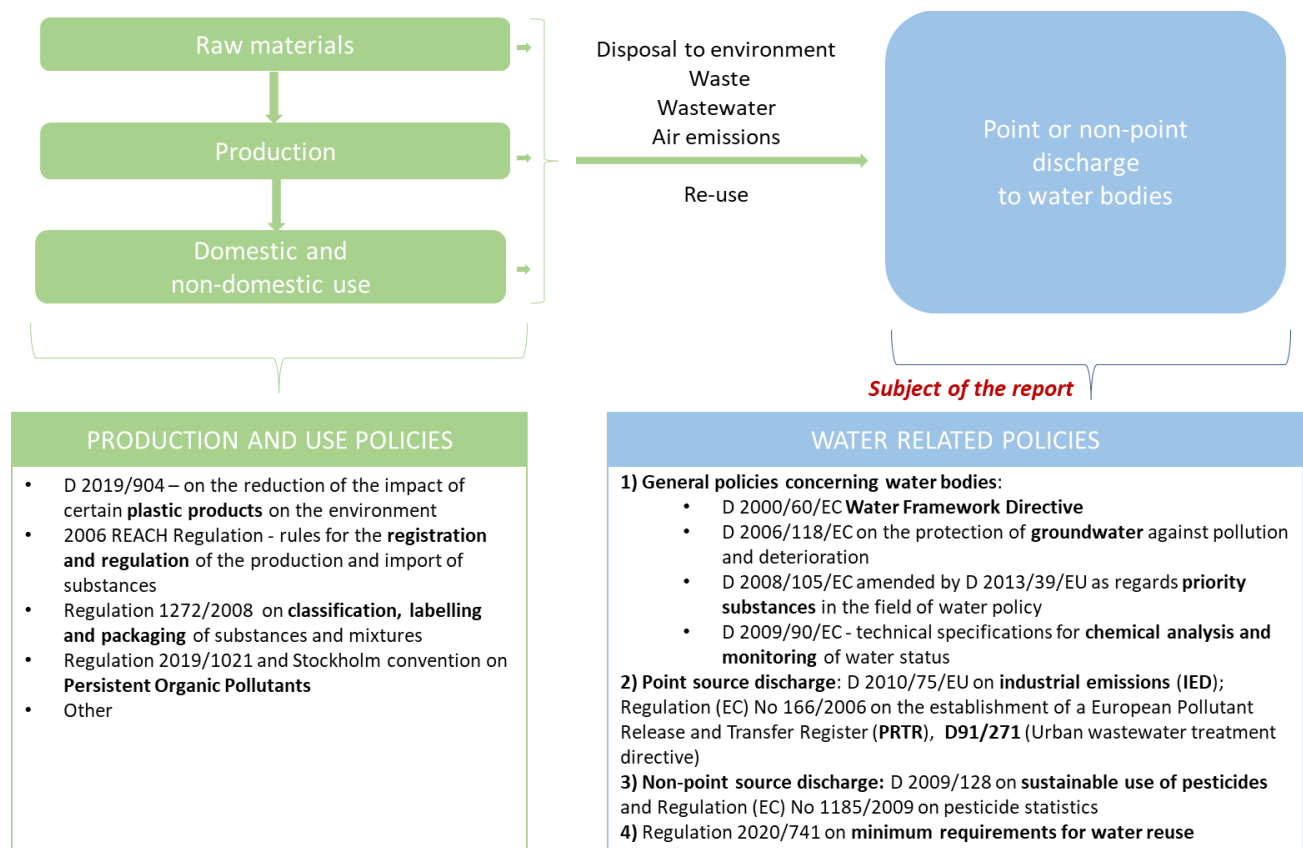 Raw materials
Production
Domestic and
non-domestic use
Disposal to environment
Waste
Wastewater
Air emissions
Re-use
Point or non-point
discharge
to water bodies
Subject of the report
PRODUCTION AND USE POLICIES
• D 2019/904 – on the reduction of the impact of
certain plastic products on the environment
• 2006 REACH Regulation - rules for the registration
and regulation of the production and import of
substances
• Regulation 1272/2008 on classification, labelling
and packaging of substances and mixtures
• Regulation 2019/1021 and Stockholm convention on
Persistent Organic Pollutants
• Other
WATER RELATED POLICIES
1) General policies concerning water bodies:
• D 2000/60/EC Water Framework Directive
• D 2006/118/EC on the protection of groundwater against pollution
and deterioration
• D 2008/105/EC amended by D 2013/39/EU as regards priority
substances in the field of water policy
• D 2009/90/EC - technical specifications for chemical analysis and
monitoring of water status
2) Point source discharge: D 2010/75/EU on industrial emissions (IED);
Regulation (EC) No 166/2006 on the establishment of a European Pollutant
Release and Transfer Register (PRTR), D91/271 (Urban wastewater treatment
directive)
3) Non-point source discharge: D 2009/128 on sustainable use of pesticides
and Regulation (EC) No 1185/2009 on pesticide statistics
4) Regulation 2020/741 on minimum requirements for water reuse